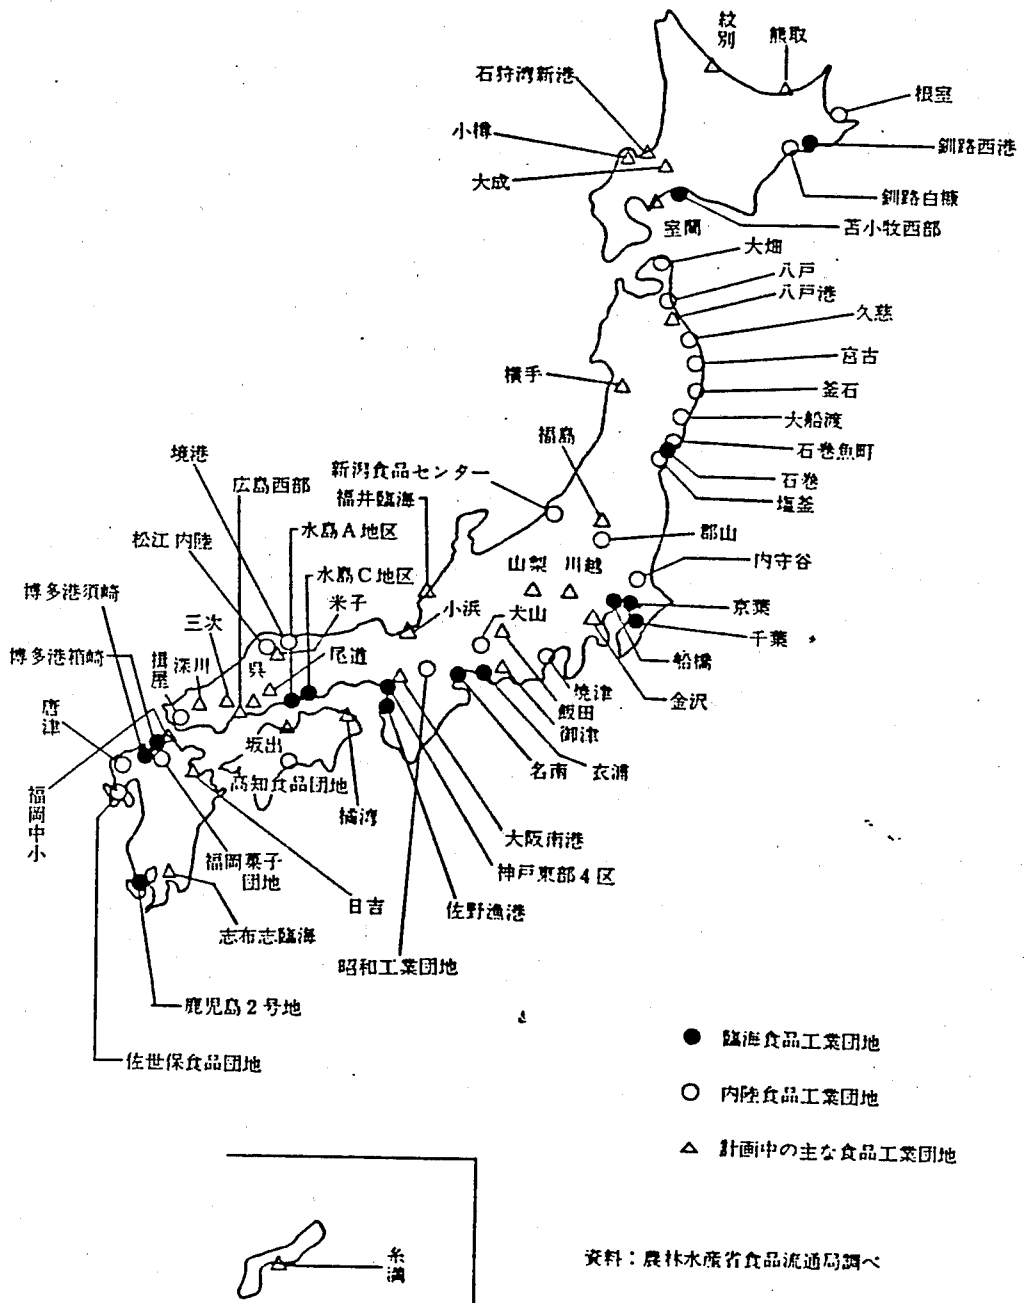 紋別
熊取
石狩湾新港
根室
小樽
釧路西港
大成
釧路白糠
苫小牧西部
室蘭
大畑
八戸
八戸港
久慈
宮古
横手
釜石
大船渡
福島
石巻魚町
境港
新潟食品センター
石巻
広島西部
福井臨海
塩釜
水島A地区
郡山
松江内陸
山梨
川越
内守谷
水島C地区
博多港須崎
米子
小浜
犬山
京葉
三次
千葉
博多港箱崎
揖屋
深川
呉
尾道
船橋
焼津
金沢
飯田
唐津
御津
坂出
名南
衣浦
高知食品団地
橘湾
福岡中小
大阪南港
福岡菓子
団地
神戸東部4区
日吉
佐野漁港
志布志臨海
昭和工業団地
鹿児島2号地
佐世保食品団地
● 臨海食品工業団地
○ 内陸食品工業団地
△ 計画中の主な食品工業団地
糸満
資料：農林水産省食品流通局調べ